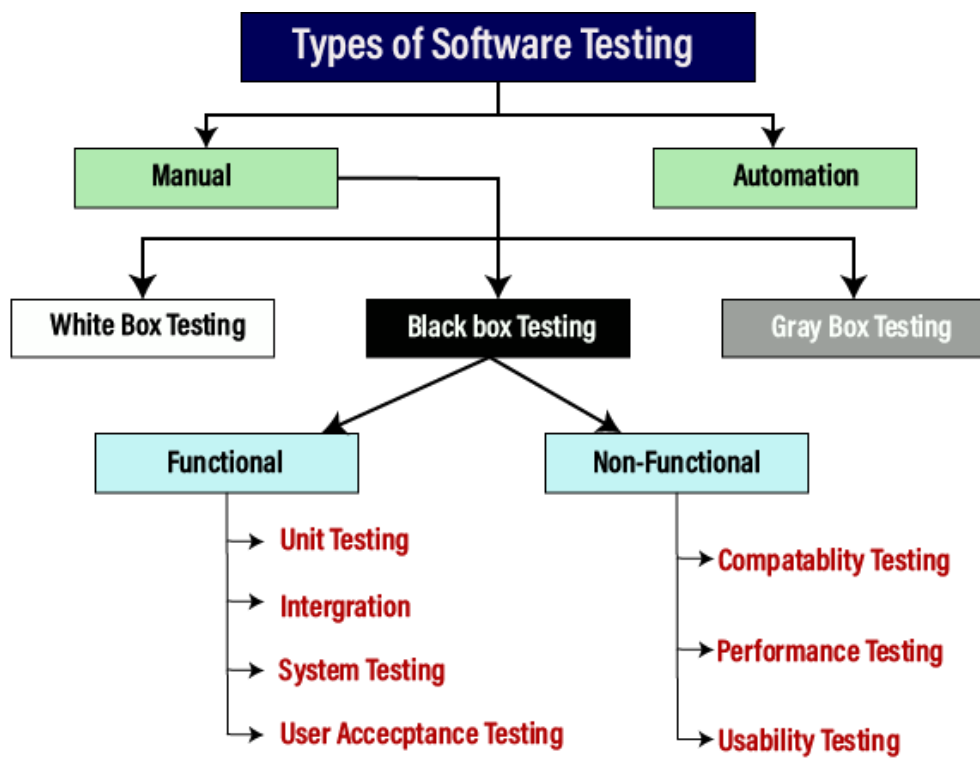 Types of Software Testing
Manual
Automation
White Box Testing
Black box Testing
Gray Box Testing
Functional
Non-Functional
Unit Testing
Intergration
System Testing
User Accecptance Testing
Compatablity Testing
Performance Testing
Usability Testing